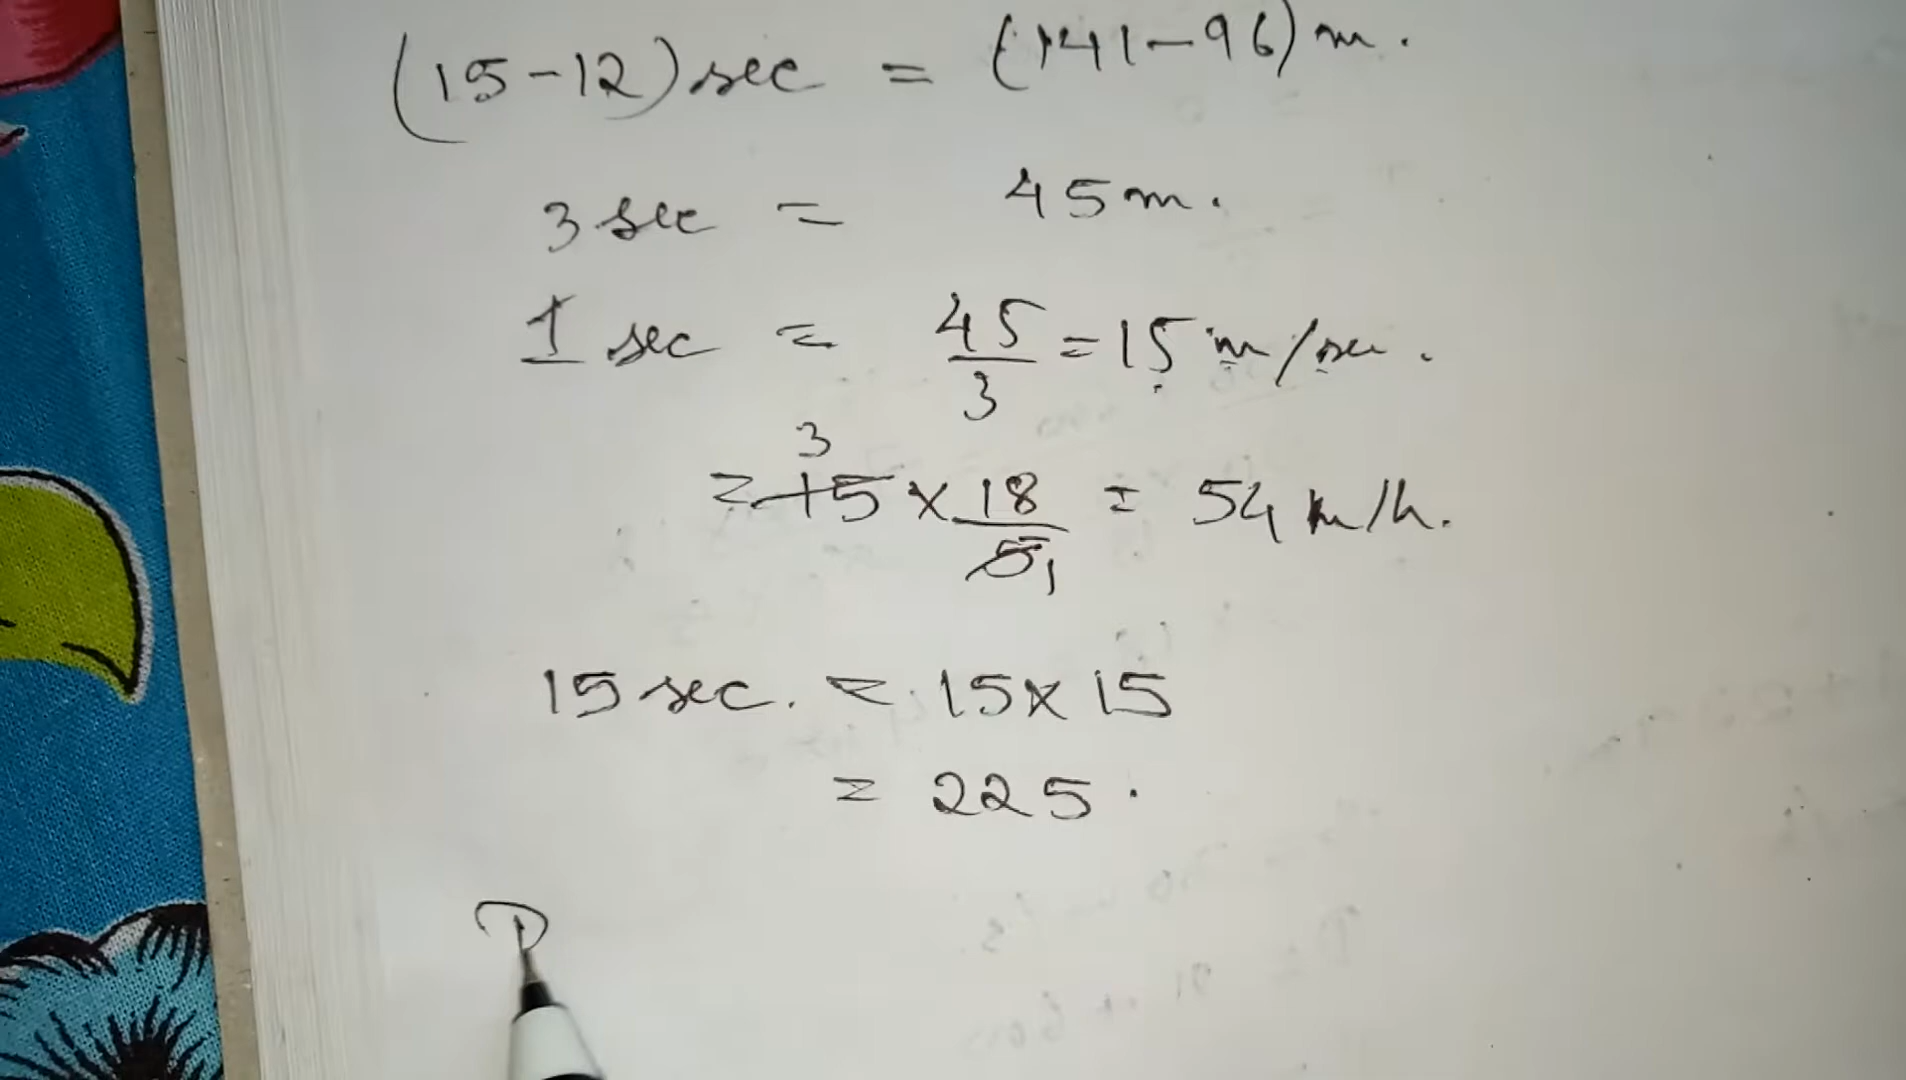 (15-12) sec = (141-96) m.
3 sec = 45 m.
1 sec = 45/3 = 15 m/sec.
= 15 3 × 18/5 1 = 54 km/h.
15 sec. = 15 × 15
= 225.